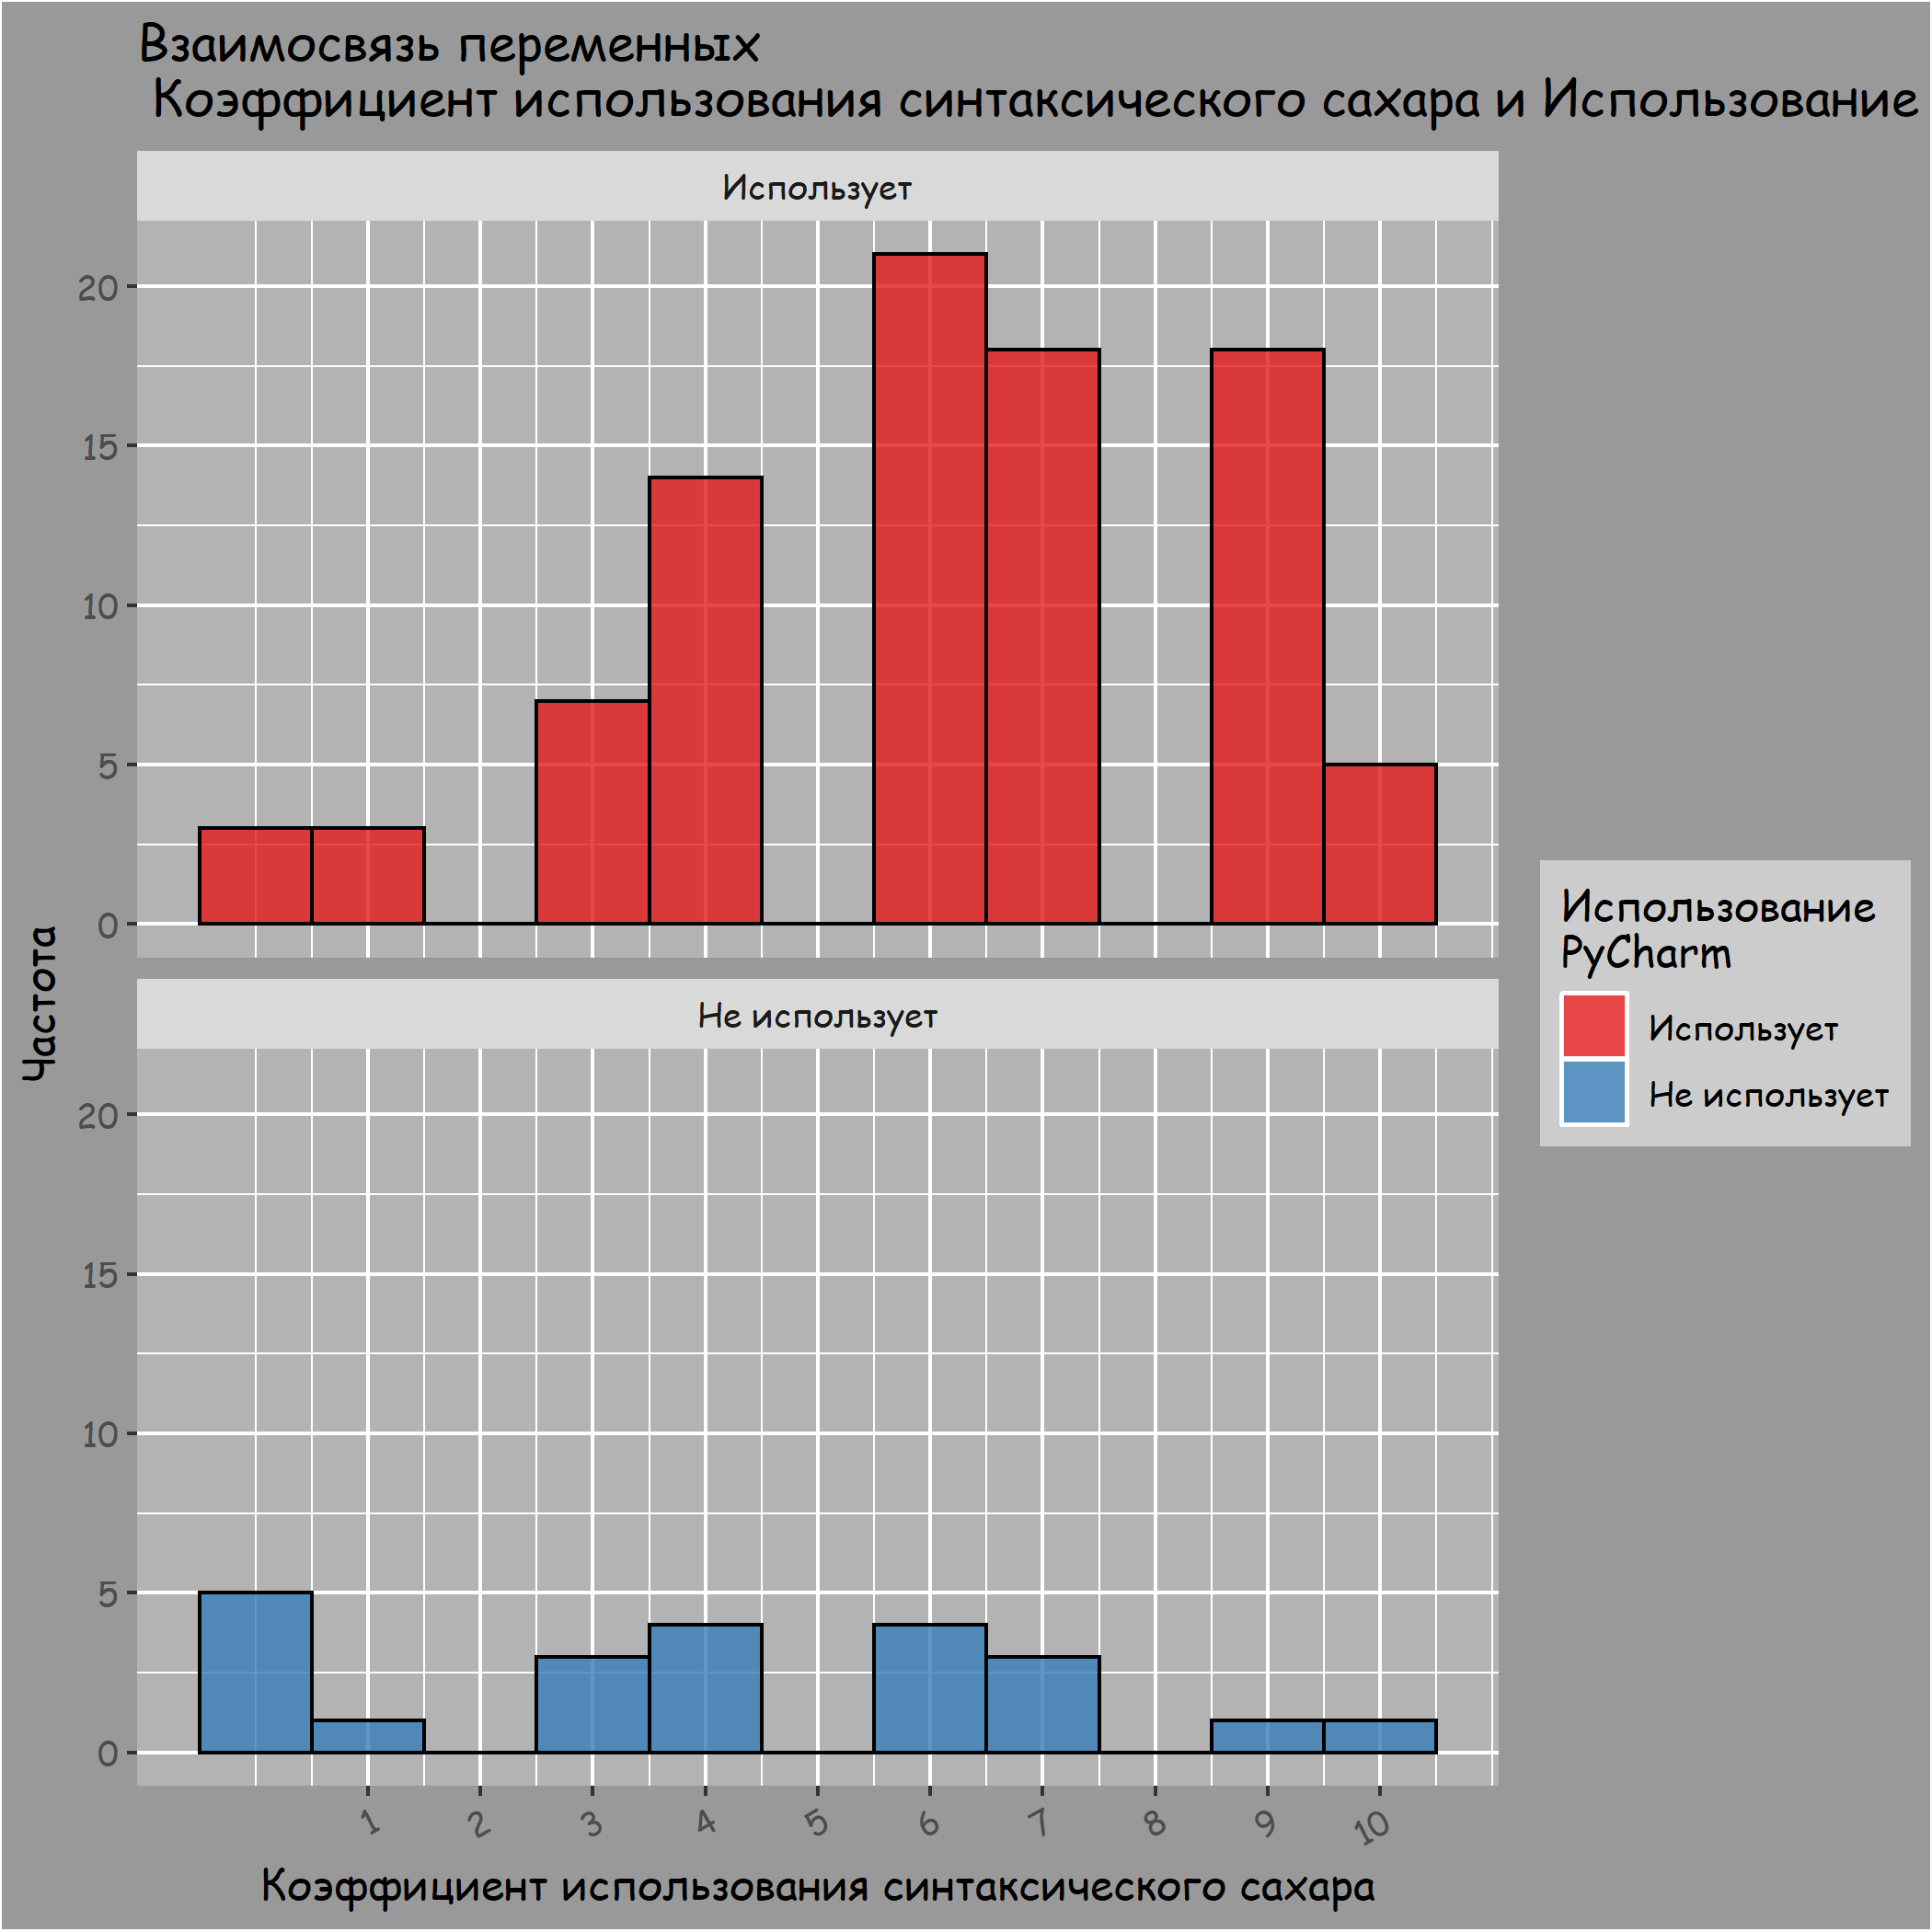 Взаимосвязь переменных
Коэффициент использования синтаксического сахара и Использование
Использует
20
15
10
5
0
Не использует
20
15
10
5
0
1 2 3 4 5 6 7 8 9 10
Коэффициент использования синтаксического сахара
Частота
Использование
PyCharm
Использует
Не использует